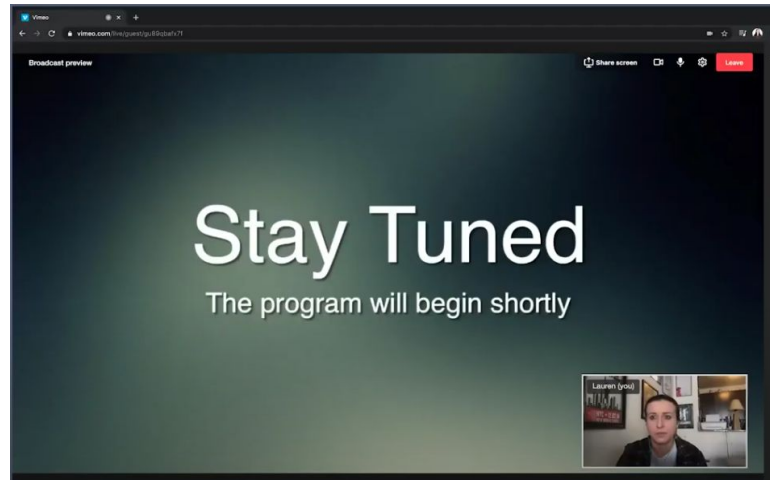 Vimeo
vimeo.com/live/guest/gu89qbafx7f
Broadcast preview
Share screen
Leave
Stay Tuned
The program will begin shortly
Lauren (you)